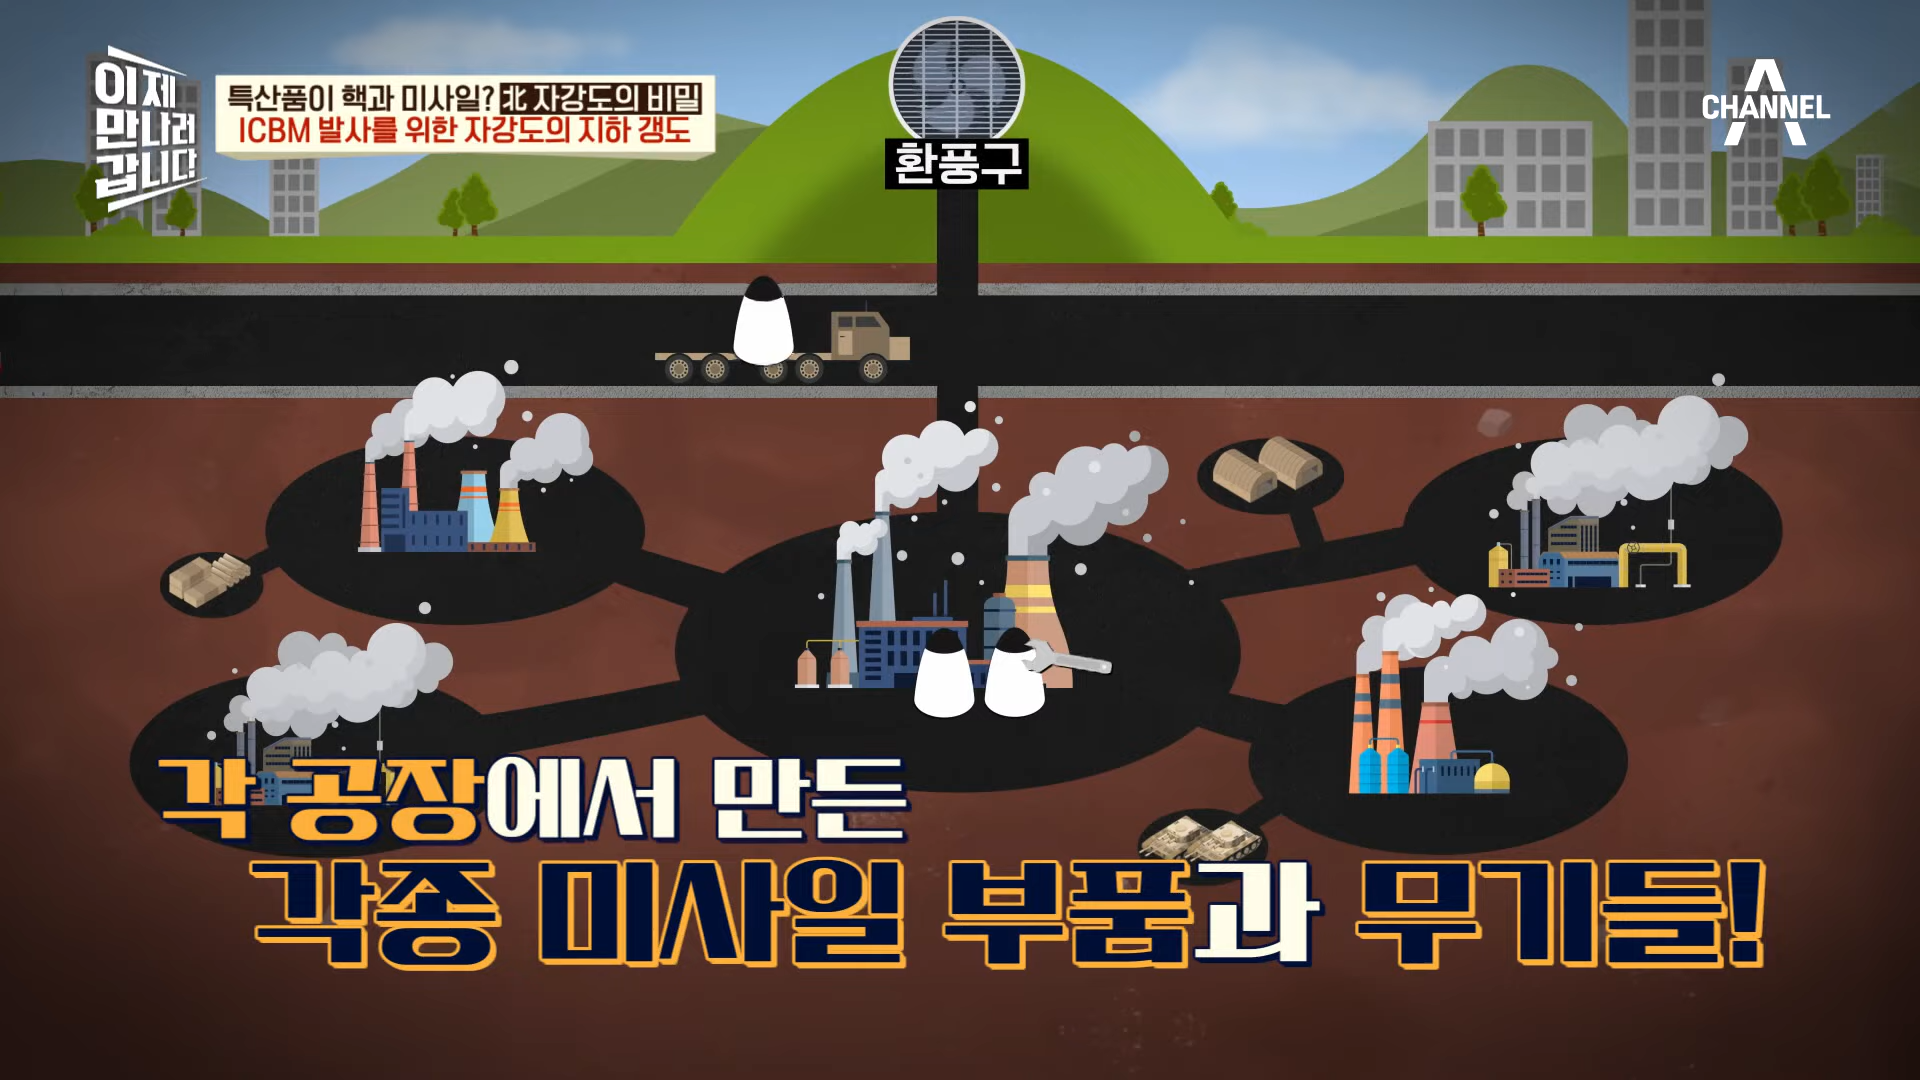 이제
만나러
갑니다
특산품이 핵과 미사일? 北 자강도의 비밀
ICBM 발사를 위한 자강도의 지하 갱도
환풍구
CHANNEL A
각 공장에서 만든
각종 미사일 부품과 무기들!